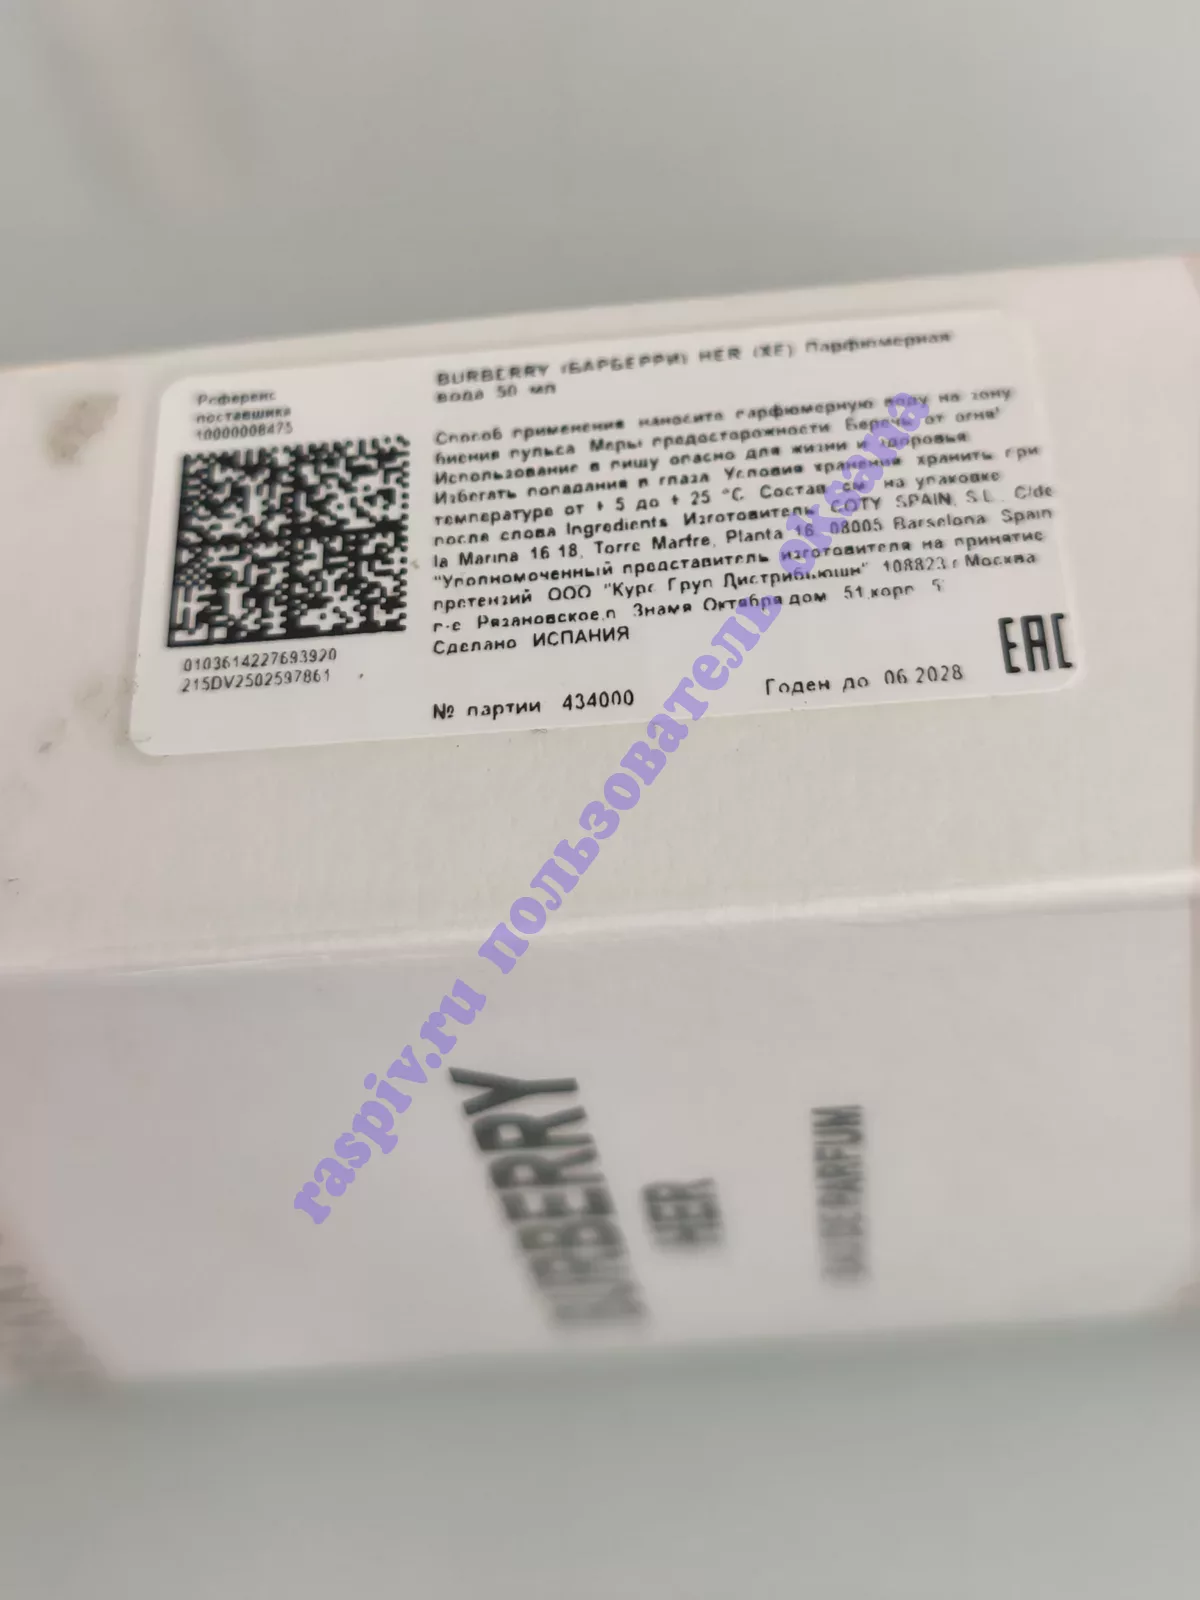 Референс
поставщика
10000008475
0103614227693920
215DV2502597861
BURBERRY (БАРБЕРРИ) HER (ХЕ) Парфюмерная
вода 50 мл
Способ применения наносите парфюмерную воду на зону
биения пульса Меры предосторожности Беречь от огня!
Использование в пищу опасно для жизни и здоровья
Избегать попадания в глаза Условия хранения хранить при
температуре от + 5 до + 25 °C. Состав см на упаковке
после слова Ingredients Изготовитель COTY SPAIN, S.L., C/de
la Marina 16 18, Torre Marfre, Planta 16 08005 Barselona Spain
"Уполномоченный представитель изготовителя на принятие
претензий ООО "Курс Груп Дистрибьюшн" 108823 г Москва
г-с Рязановское,п Знамя Октября дом 51,корп 5
Сделано ИСПАНИЯ
№ партии 434000
Годен до 06.2028
EAC
BURBERRY
HER
EAU DE PARFUM
raspiv.ru пользователь oksana